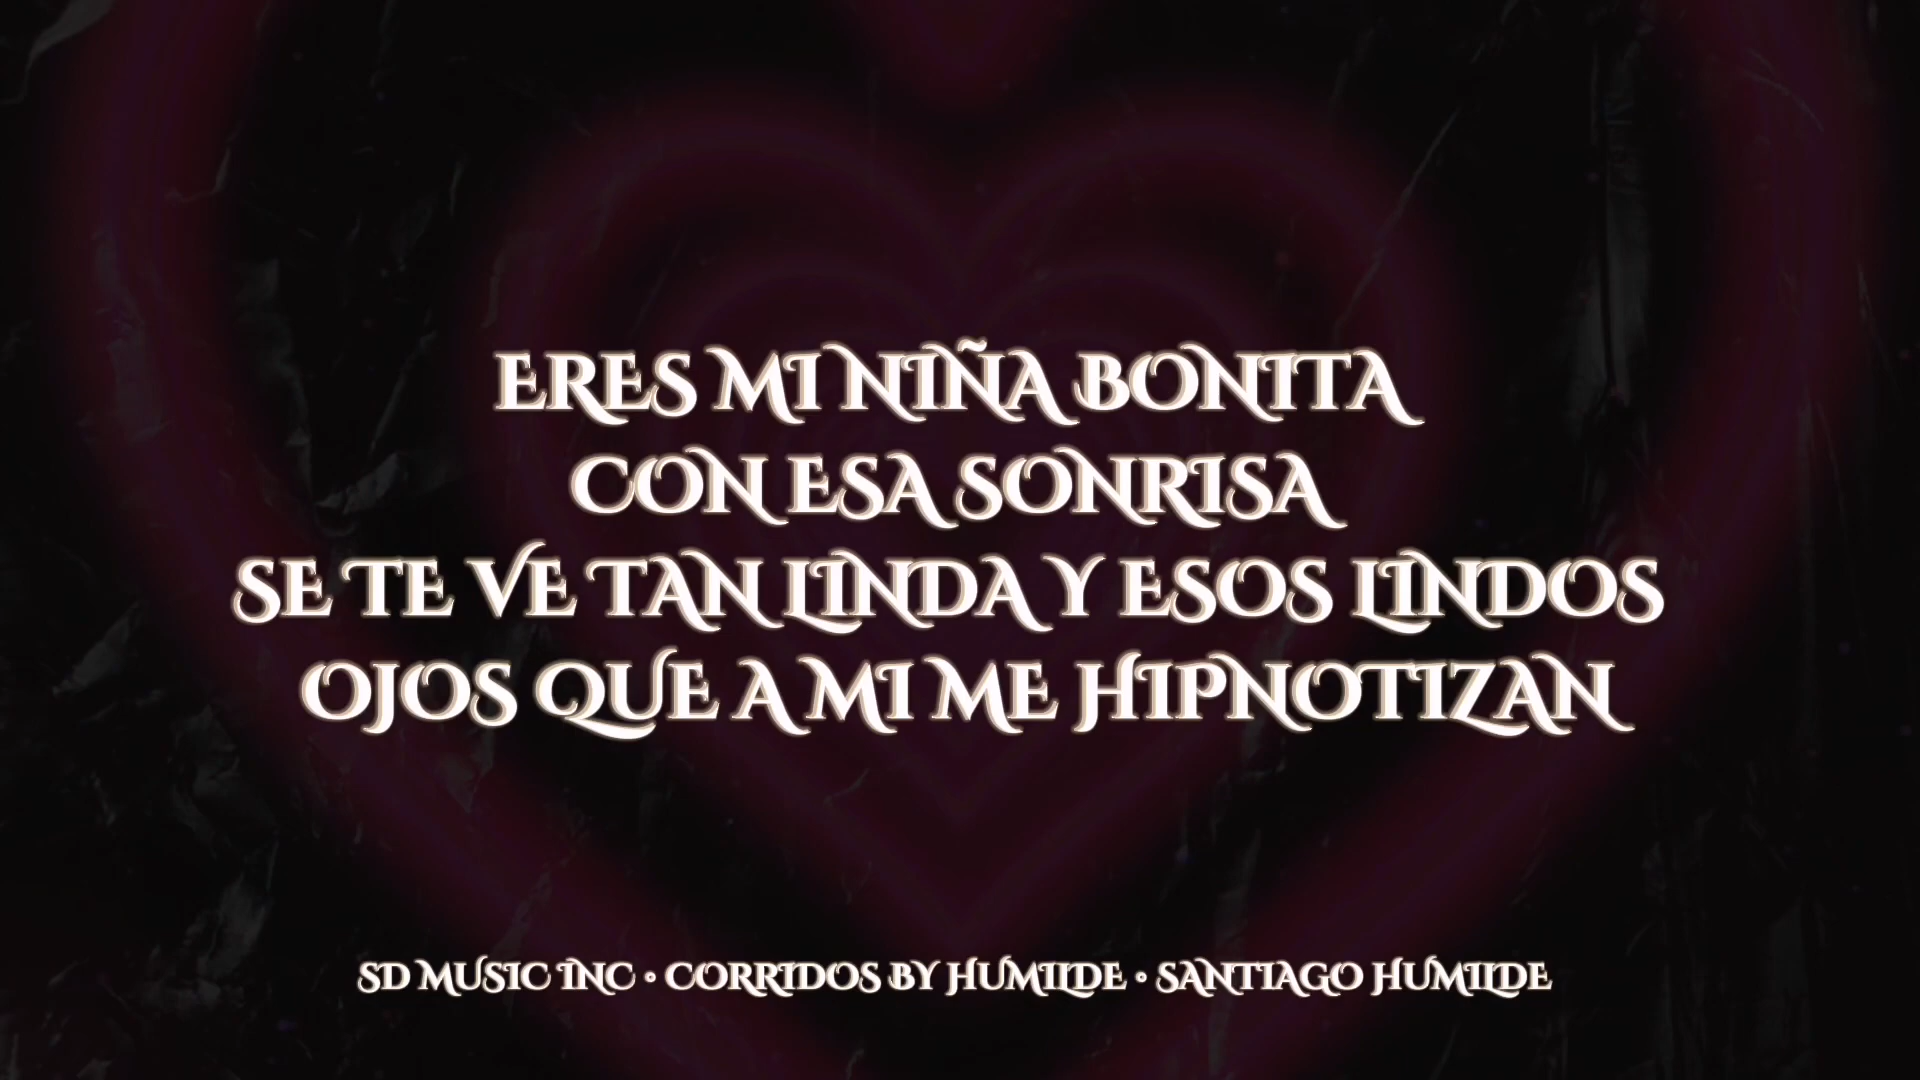 ERES MI NIÑA BONITA
CON ESA SONRISA
SE TE VE TAN LINDA Y ESOS LINDOS
OJOS QUE A MI ME HIPNOTIZAN
SD MUSIC INC • CORRIDOS BY HUMILDE • SANTIAGO HUMILDE